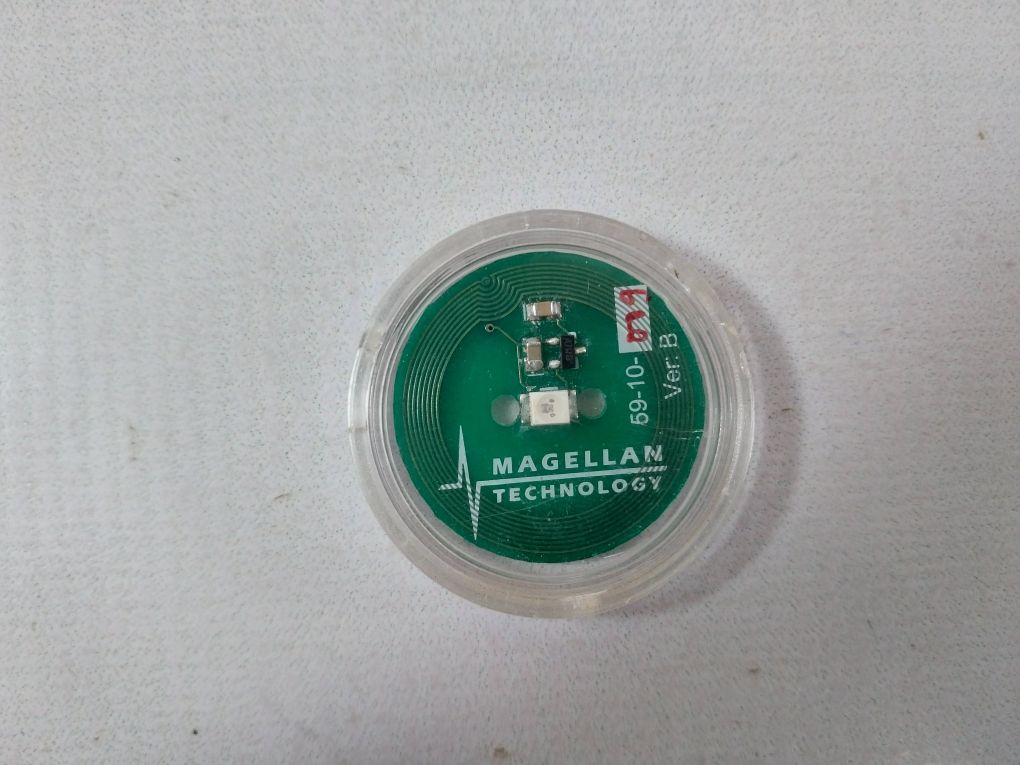 MAGELLAN
TECHNOLOGY
59-10-
Ver: B